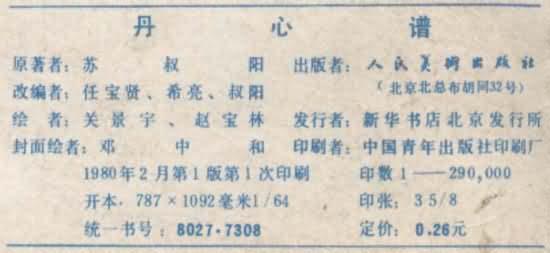 丹心谱
原著者：苏叔阳 出版者：人民美术出版社
改编者：任宝贤、希亮、叔阳 （北京北总布胡同32号）
绘者：关景宇、赵宝林 发行者：新华书店北京发行所
封面绘者：邓中和 印刷者：中国青年出版社印刷厂
1980年2月第1版第1次印刷 印数1——290,000
开本：787×1092毫米1/64 印张：3 5/8
统一书号：8027·7308 定价：0.26元